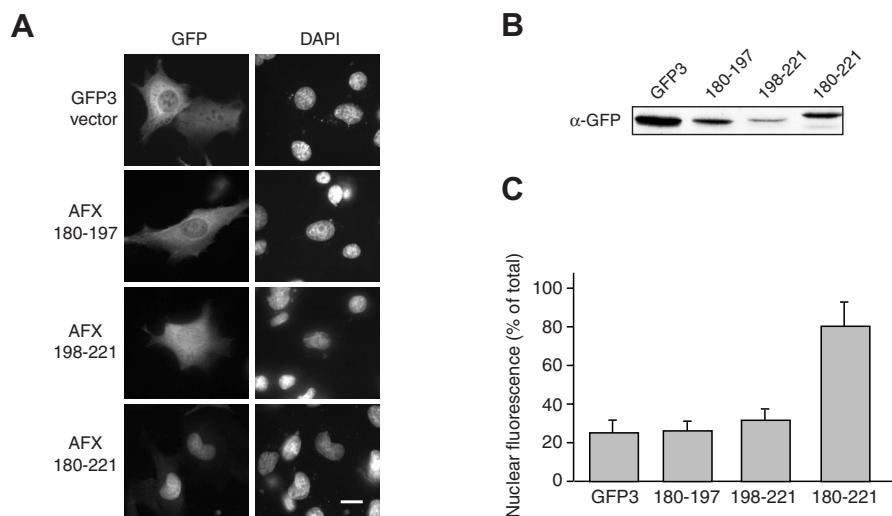 A
GFP
DAPI
GFP3
vector
AFX
180-197
AFX
198-221
AFX
180-221
B
GFP3
180-197
198-221
180-221
α-GFP
C
Nuclear fluorescence (% of total)
100
80
60
40
20
0
GFP3
180-197
198-221
180-221